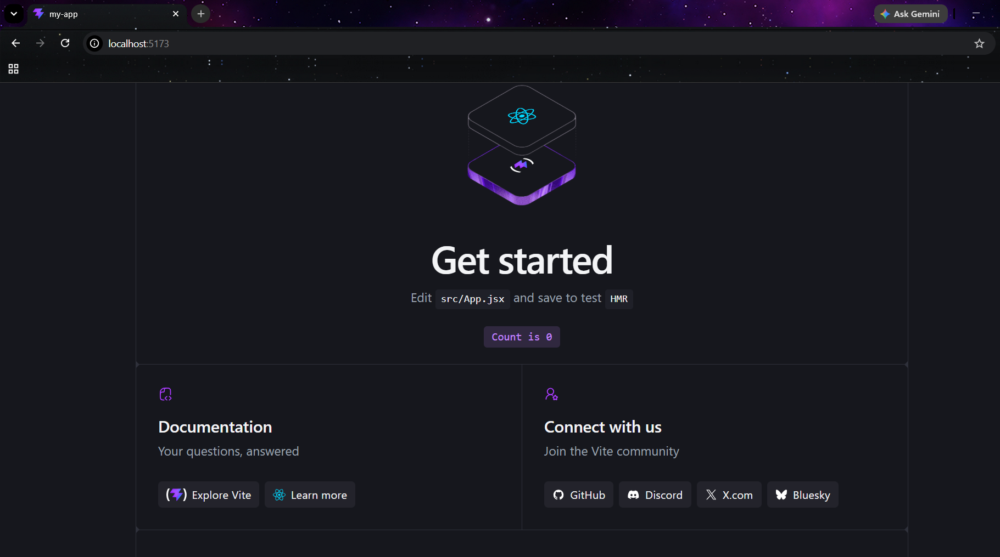 my-app
Ask Gemini
localhost:5173
Get started
Edit src/App.jsx and save to test HMR
Count is 0
Documentation
Your questions, answered
Explore Vite
Learn more
Connect with us
Join the Vite community
GitHub
Discord
X.com
Bluesky